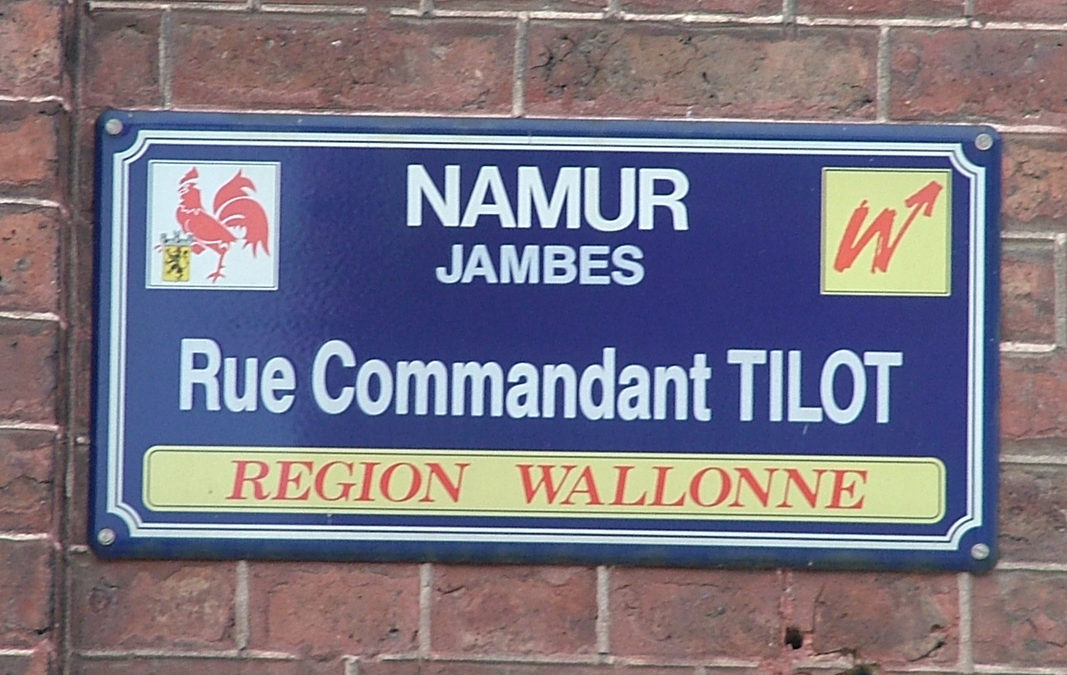 NAMUR
JAMBES
W
Rue Commandant TILOT
REGION WALLONNE